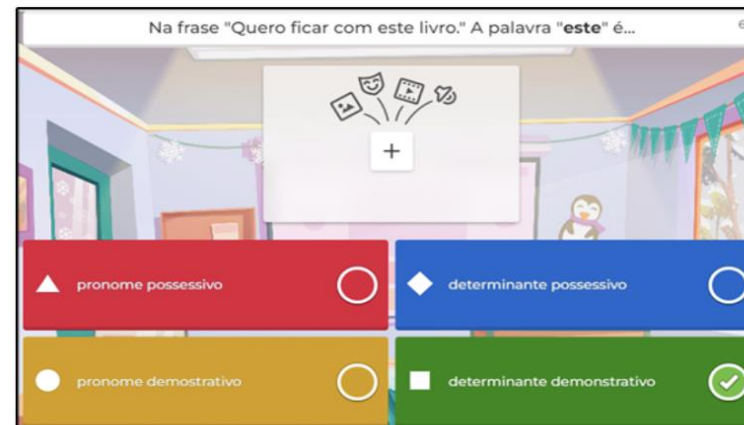 Na frase "Quero ficar com este livro." A palavra "este" é...
pronome possessivo
determinante possessivo
pronome demostrativo
determinante demonstrativo